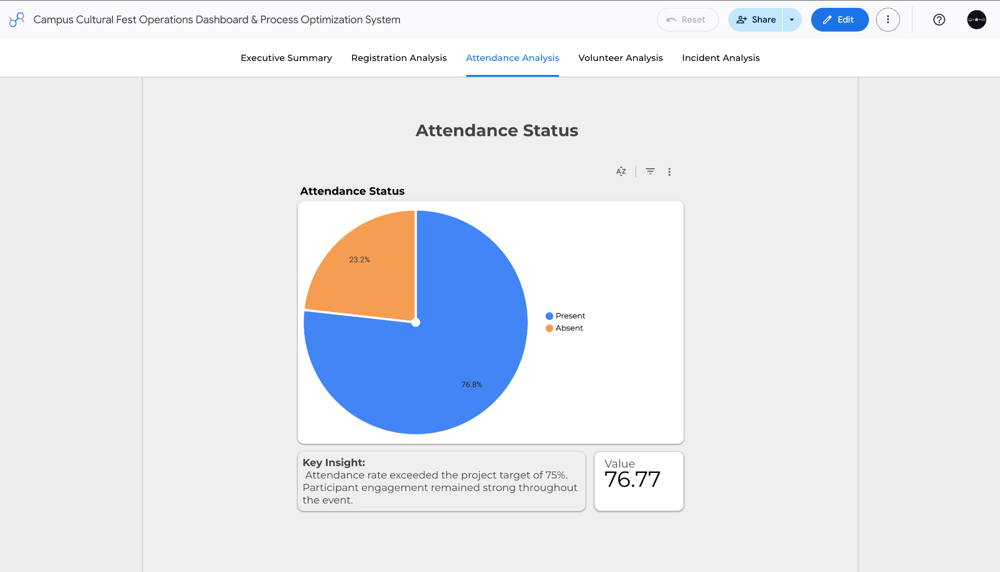 Campus Cultural Fest Operations Dashboard & Process Optimization System
Reset
Share
Edit
Executive Summary
Registration Analysis
Attendance Analysis
Volunteer Analysis
Incident Analysis
Attendance Status
AZ
Attendance Status
23.2%
76.8%
Present
Absent
Key Insight:
Attendance rate exceeded the project target of 75%.
Participant engagement remained strong throughout
the event.
Value
76.77